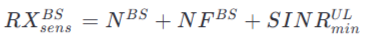 $RX_{sens}^{BS} = N^{BS} + NF^{BS} + SINR_{min}^{UL}$